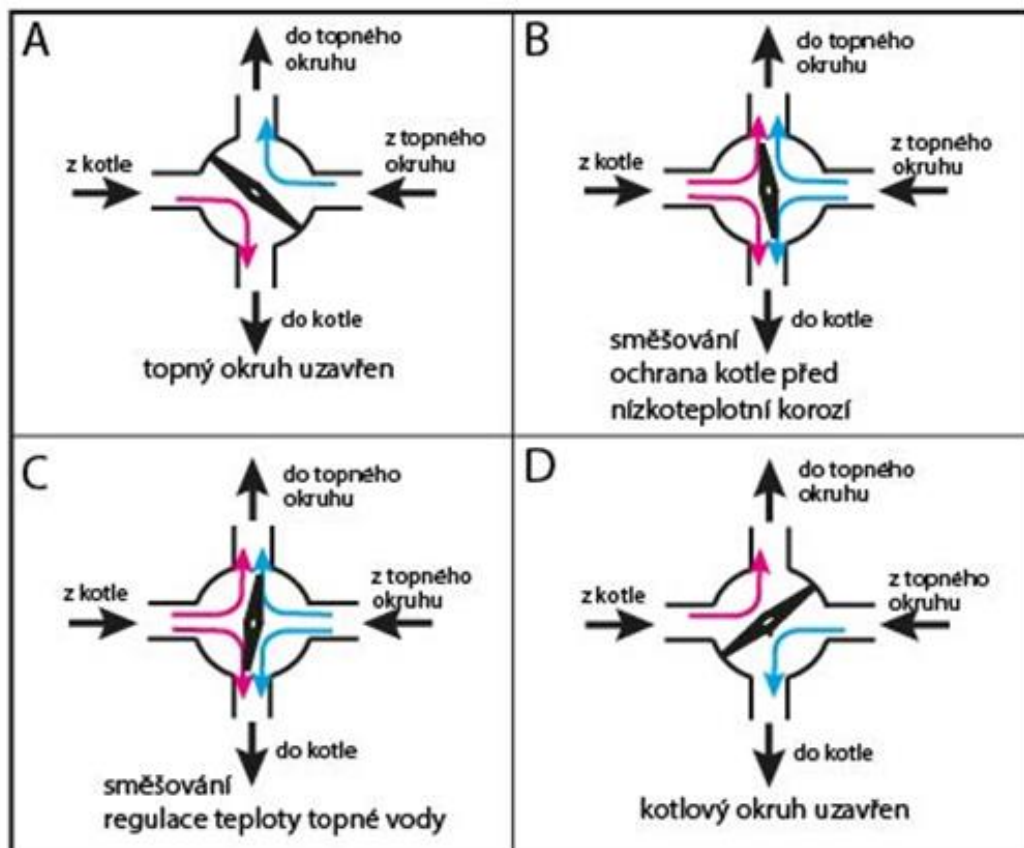 A
do topného
okruhu
z kotle
z topného
okruhu
do kotle
topný okruh uzavřen
B
do topného
okruhu
z kotle
z topného
okruhu
do kotle
směšování
ochrana kotle před
nízkoteplotní korozí
C
do topného
okruhu
z kotle
z topného
okruhu
do kotle
směšování
regulace teploty topné vody
D
do topného
okruhu
z kotle
z topného
okruhu
do kotle
kotlový okruh uzavřen